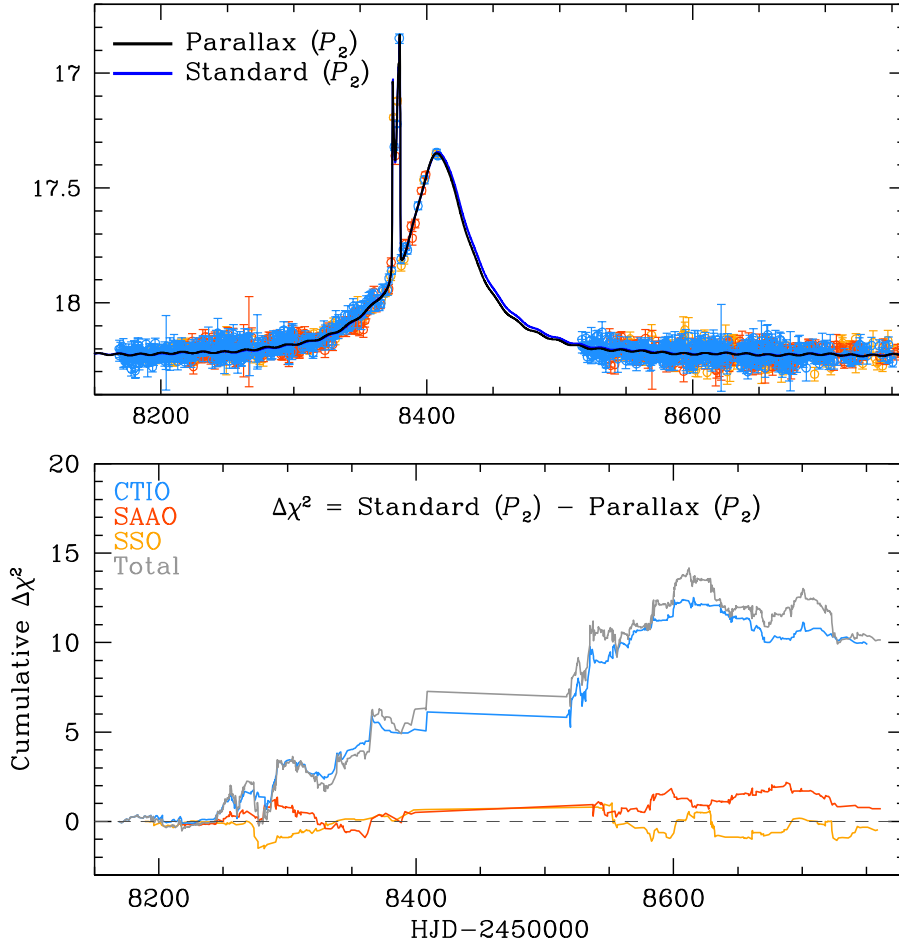 Parallax (P₂)
Standard (P₂)
17
17.5
18
8200
8400
8600
20
CTIO
SAAO
SSO
Total
Δχ² = Standard (P₂) − Parallax (P₂)
15
10
5
0
Cumulative Δχ²
8200
8400
8600
HJD−2450000